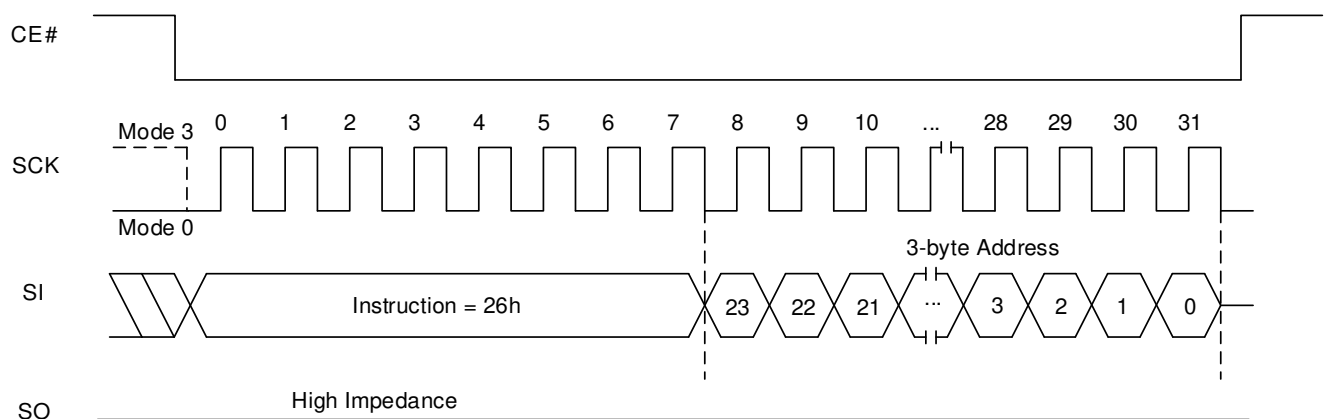 CE#
Mode 3
0 1 2 3 4 5 6 7 8 9 10 ... 28 29 30 31
SCK
Mode 0
3-byte Address
SI
Instruction = 26h
23 22 21 ... 3 2 1 0
High Impedance
SO